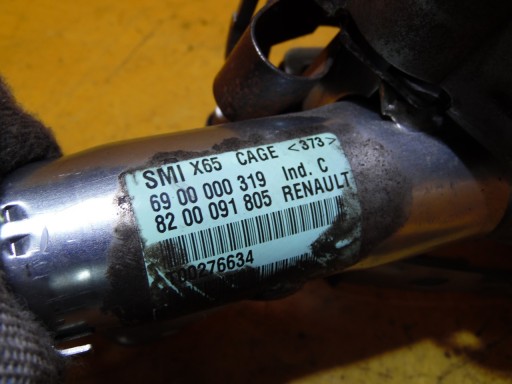 SMI X65 CAGE <373>
69 00 000 319 Ind. C
82 00 091 805 RENAULT
00276634